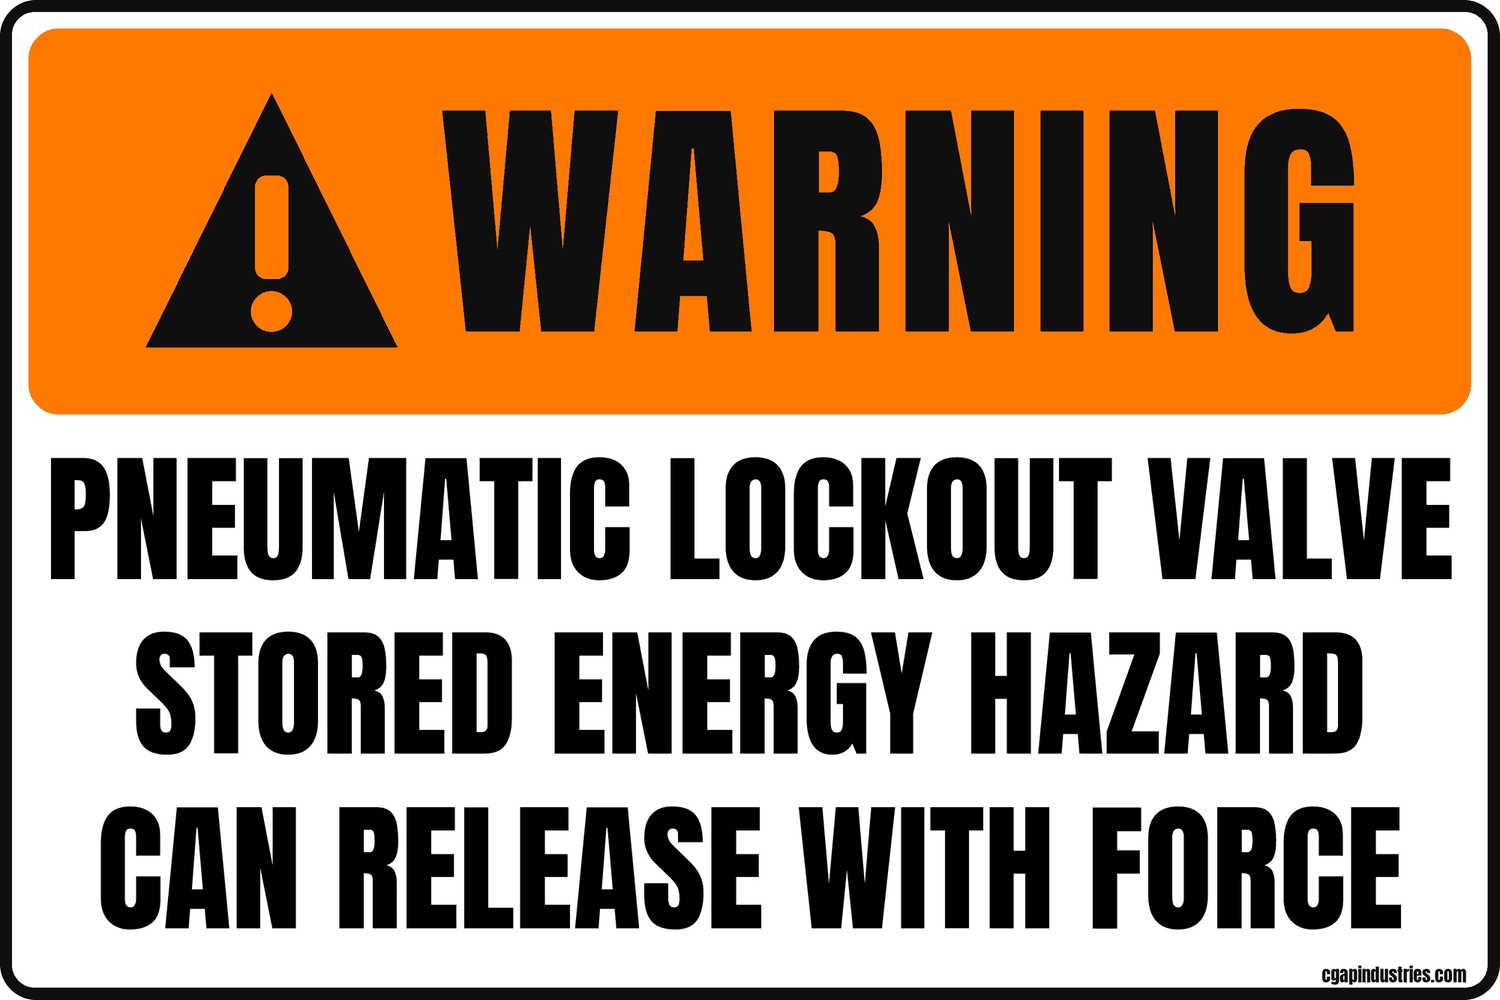 WARNING
PNEUMATIC LOCKOUT VALVE
STORED ENERGY HAZARD
CAN RELEASE WITH FORCE
cgapindustries.com